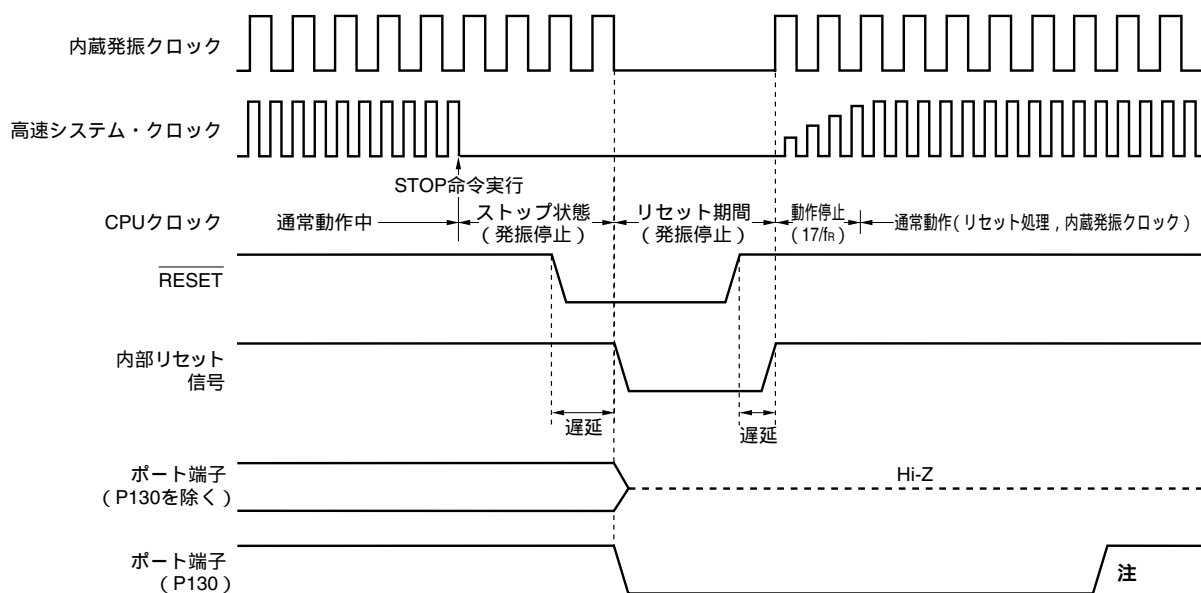 内蔵発振クロック
高速システム・クロック
STOP命令実行
CPUクロック
通常動作中
ストップ状態
（発振停止）
リセット期間
（発振停止）
動作停止
(17/fR)
通常動作（リセット処理，内蔵発振クロック）
RESET
内部リセット
信号
遅延
遅延
ポート端子
（P130を除く）
Hi-Z
ポート端子
（P130）
注